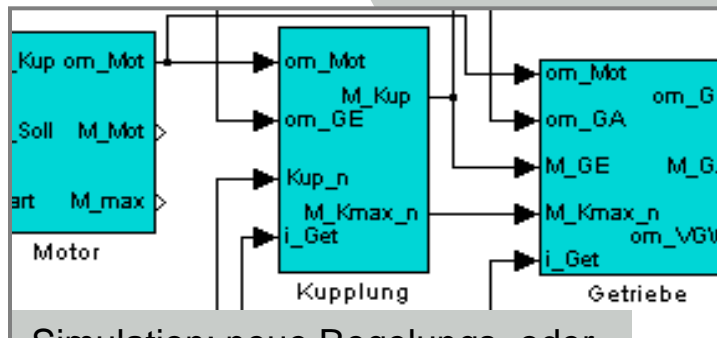 _Kup om_Mot
_Soll M_Mot
art M_max
Motor
om_Mot
M_Kup
om_GE
Kup_n
M_Kmax_n
i_Get
Kupplung
om_Mot
om_G
om_GA
M_GE M_G
M_Kmax_n
om_VGW
i_Get
Getriebe
Simulation: neue Regelungs- oder